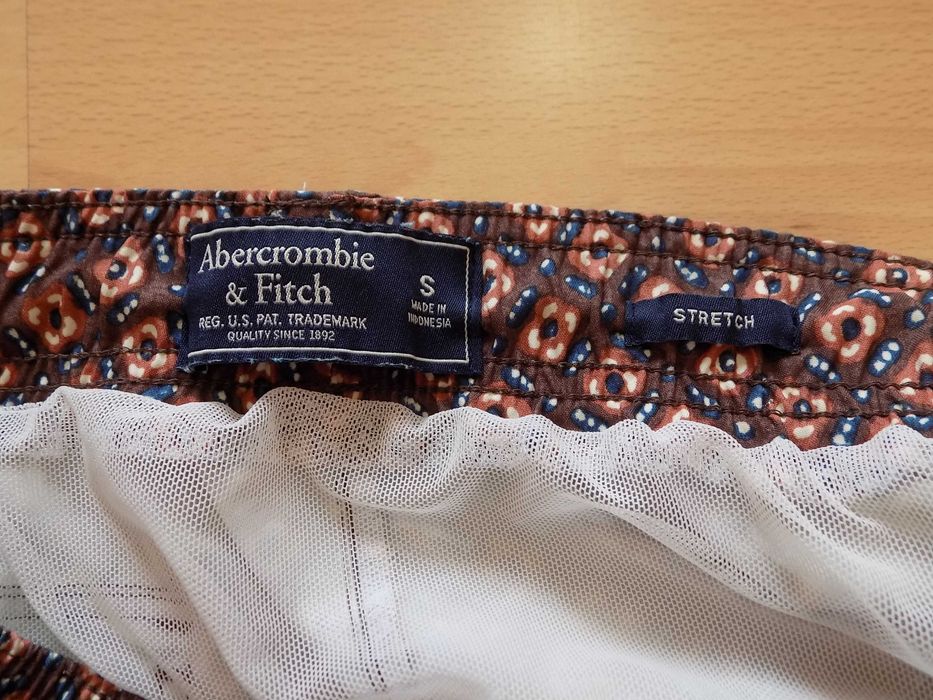 Abercrombie
& Fitch
REG. U.S. PAT. TRADEMARK
QUALITY SINCE 1892
S
MADE IN
INDONESIA
STRETCH